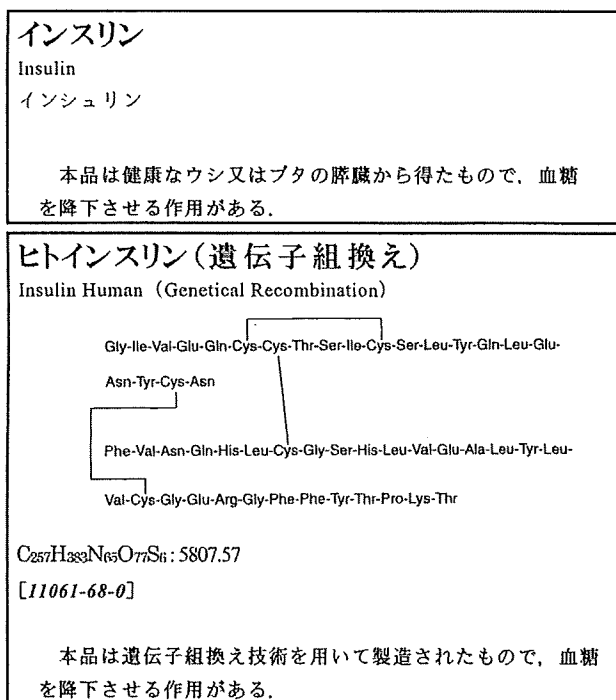 インスリン
Insulin
インシュリン
本品は健康なウシ又はブタの膵臓から得たもので，血糖
を降下させる作用がある．
ヒトインスリン（遺伝子組換え）
Insulin Human（Genetical Recombination）
Gly-Ile-Val-Glu-Gln-Cys-Cys-Thr-Ser-Ile-Cys-Ser-Leu-Tyr-Gln-Leu-Glu-
Asn-Tyr-Cys-Asn
Phe-Val-Asn-Gln-His-Leu-Cys-Gly-Ser-His-Leu-Val-Glu-Ala-Leu-Tyr-Leu-
Val-Cys-Gly-Glu-Arg-Gly-Phe-Phe-Tyr-Thr-Pro-Lys-Thr
C257H383N65O77S6 : 5807.57
［11061-68-0］
本品は遺伝子組換え技術を用いて製造されたもので，血糖
を降下させる作用がある．